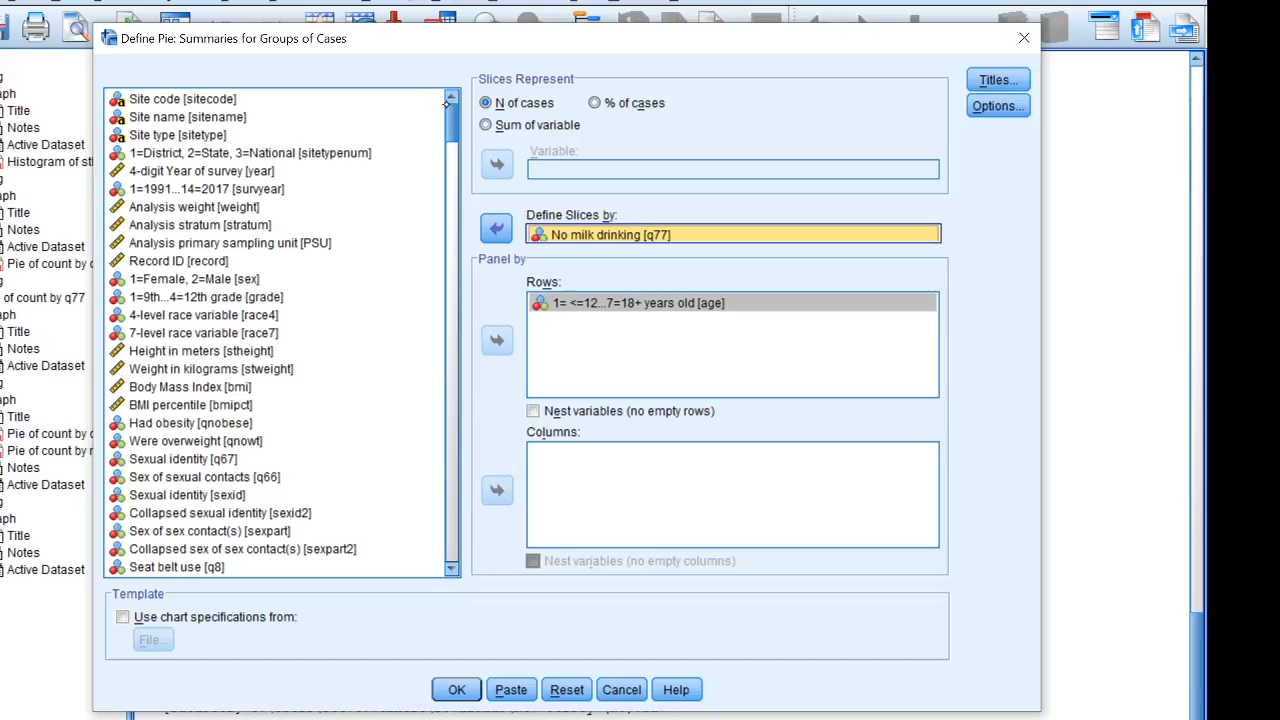 Define Pie: Summaries for Groups of Cases
Site code [sitecode]
Site name [sitename]
Site type [sitetype]
1=District, 2=State, 3=National [sitetypenum]
4-digit Year of survey [year]
1=1991...14=2017 [survyear]
Analysis weight [weight]
Analysis stratum [stratum]
Analysis primary sampling unit [PSU]
Record ID [record]
1=Female, 2=Male [sex]
1=9th...4=12th grade [grade]
4-level race variable [race4]
7-level race variable [race7]
Height in meters [stheight]
Weight in kilograms [stweight]
Body Mass Index [bmi]
BMI percentile [bmipct]
Had obesity [qnobese]
Were overweight [qnowt]
Sexual identity [q67]
Sex of sexual contacts [q66]
Sexual identity [sexid]
Collapsed sexual identity [sexid2]
Sex of sex contact(s) [sexpart]
Collapsed sex of sex contact(s) [sexpart2]
Seat belt use [q8]
Slices Represent
N of cases
% of cases
Sum of variable
Variable:
Define Slices by:
No milk drinking [q77]
Panel by
Rows:
1= <=12...7=18+ years old [age]
Nest variables (no empty rows)
Columns:
Nest variables (no empty columns)
Titles...
Options...
Template
Use chart specifications from:
File...
OK
Paste
Reset
Cancel
Help
Title
Notes
Active Dataset
Histogram of st
Title
Notes
Active Dataset
Pie of count by q
of count by q77
Title
Notes
Active Dataset
Title
Pie of count by q
Pie of count by r
Notes
Active Dataset
Title
Notes
Active Dataset